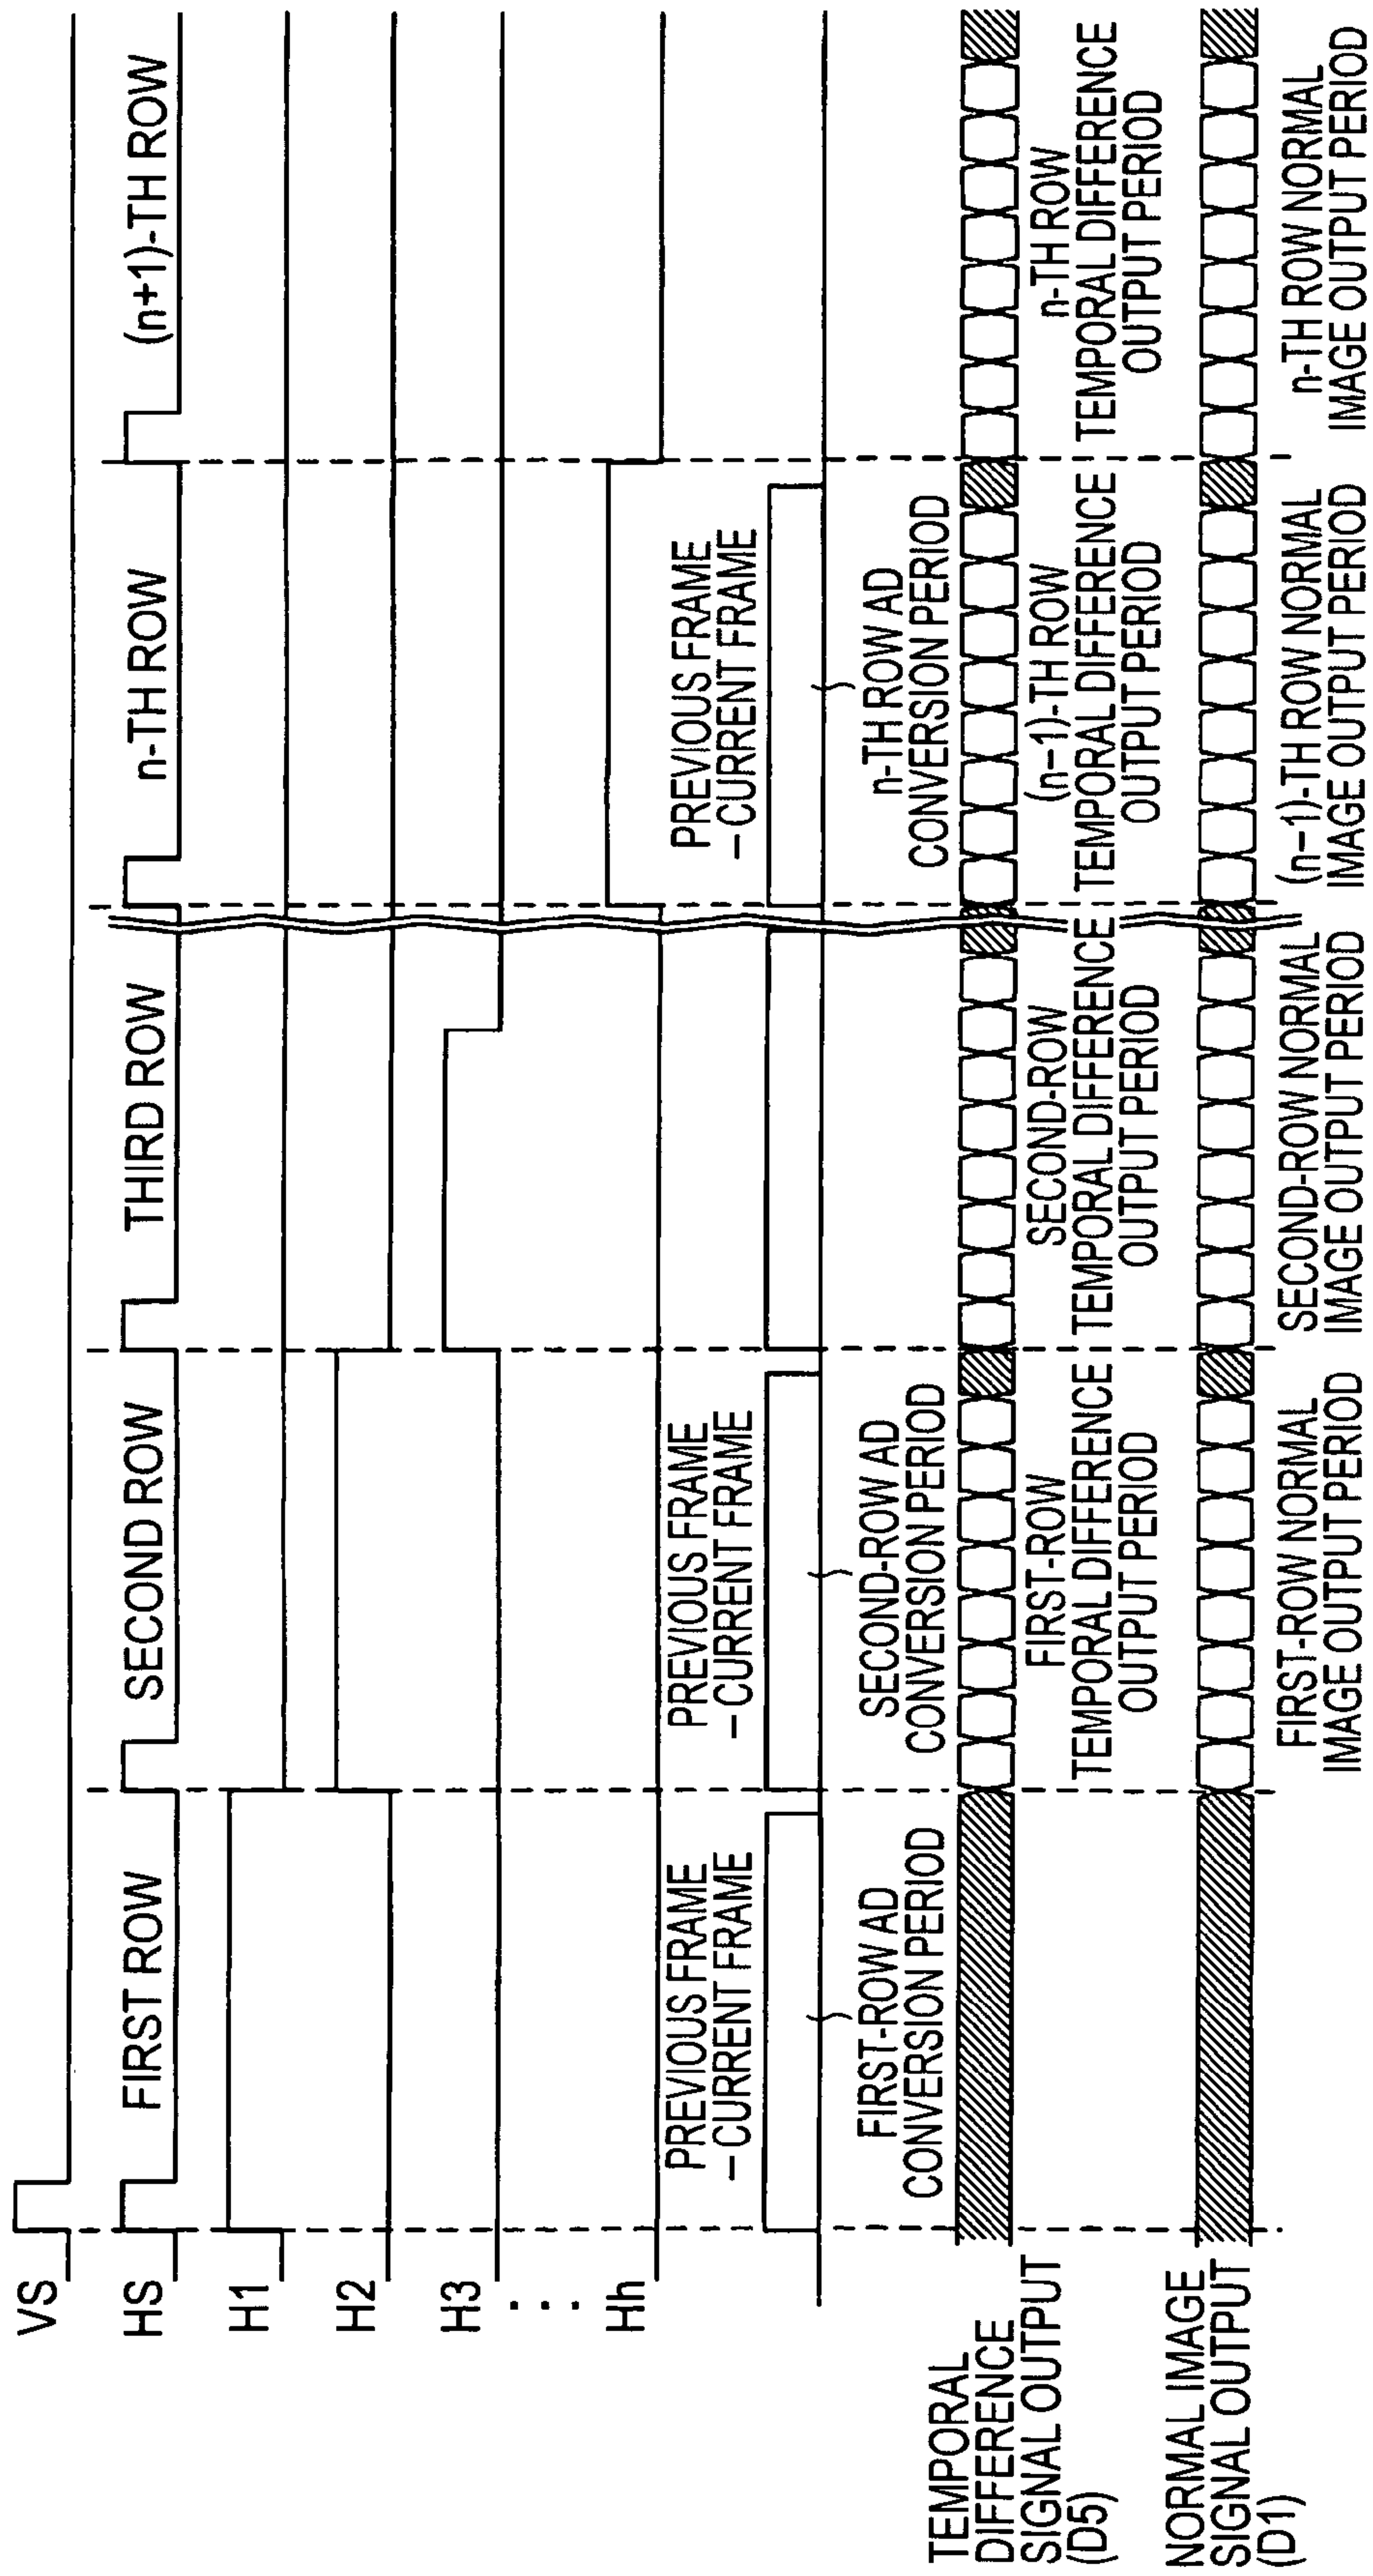 VS
HS
FIRST ROW
SECOND ROW
THIRD ROW
n-TH ROW
(n+1)-TH ROW
H1
H2
H3
...
Hh
PREVIOUS FRAME
–CURRENT FRAME
PREVIOUS FRAME
–CURRENT FRAME
PREVIOUS FRAME
–CURRENT FRAME
FIRST-ROW AD
CONVERSION PERIOD
SECOND-ROW AD
CONVERSION PERIOD
n-TH ROW AD
CONVERSION PERIOD
TEMPORAL
DIFFERENCE
SIGNAL OUTPUT
(D5)
FIRST-ROW
TEMPORAL DIFFERENCE
OUTPUT PERIOD
SECOND-ROW
TEMPORAL DIFFERENCE
OUTPUT PERIOD
(n−1)-TH ROW
TEMPORAL DIFFERENCE
OUTPUT PERIOD
n-TH ROW
TEMPORAL DIFFERENCE
OUTPUT PERIOD
NORMAL IMAGE
SIGNAL OUTPUT
(D1)
FIRST-ROW NORMAL
IMAGE OUTPUT PERIOD
SECOND-ROW NORMAL
IMAGE OUTPUT PERIOD
(n−1)-TH ROW NORMAL
IMAGE OUTPUT PERIOD
n-TH ROW NORMAL
IMAGE OUTPUT PERIOD